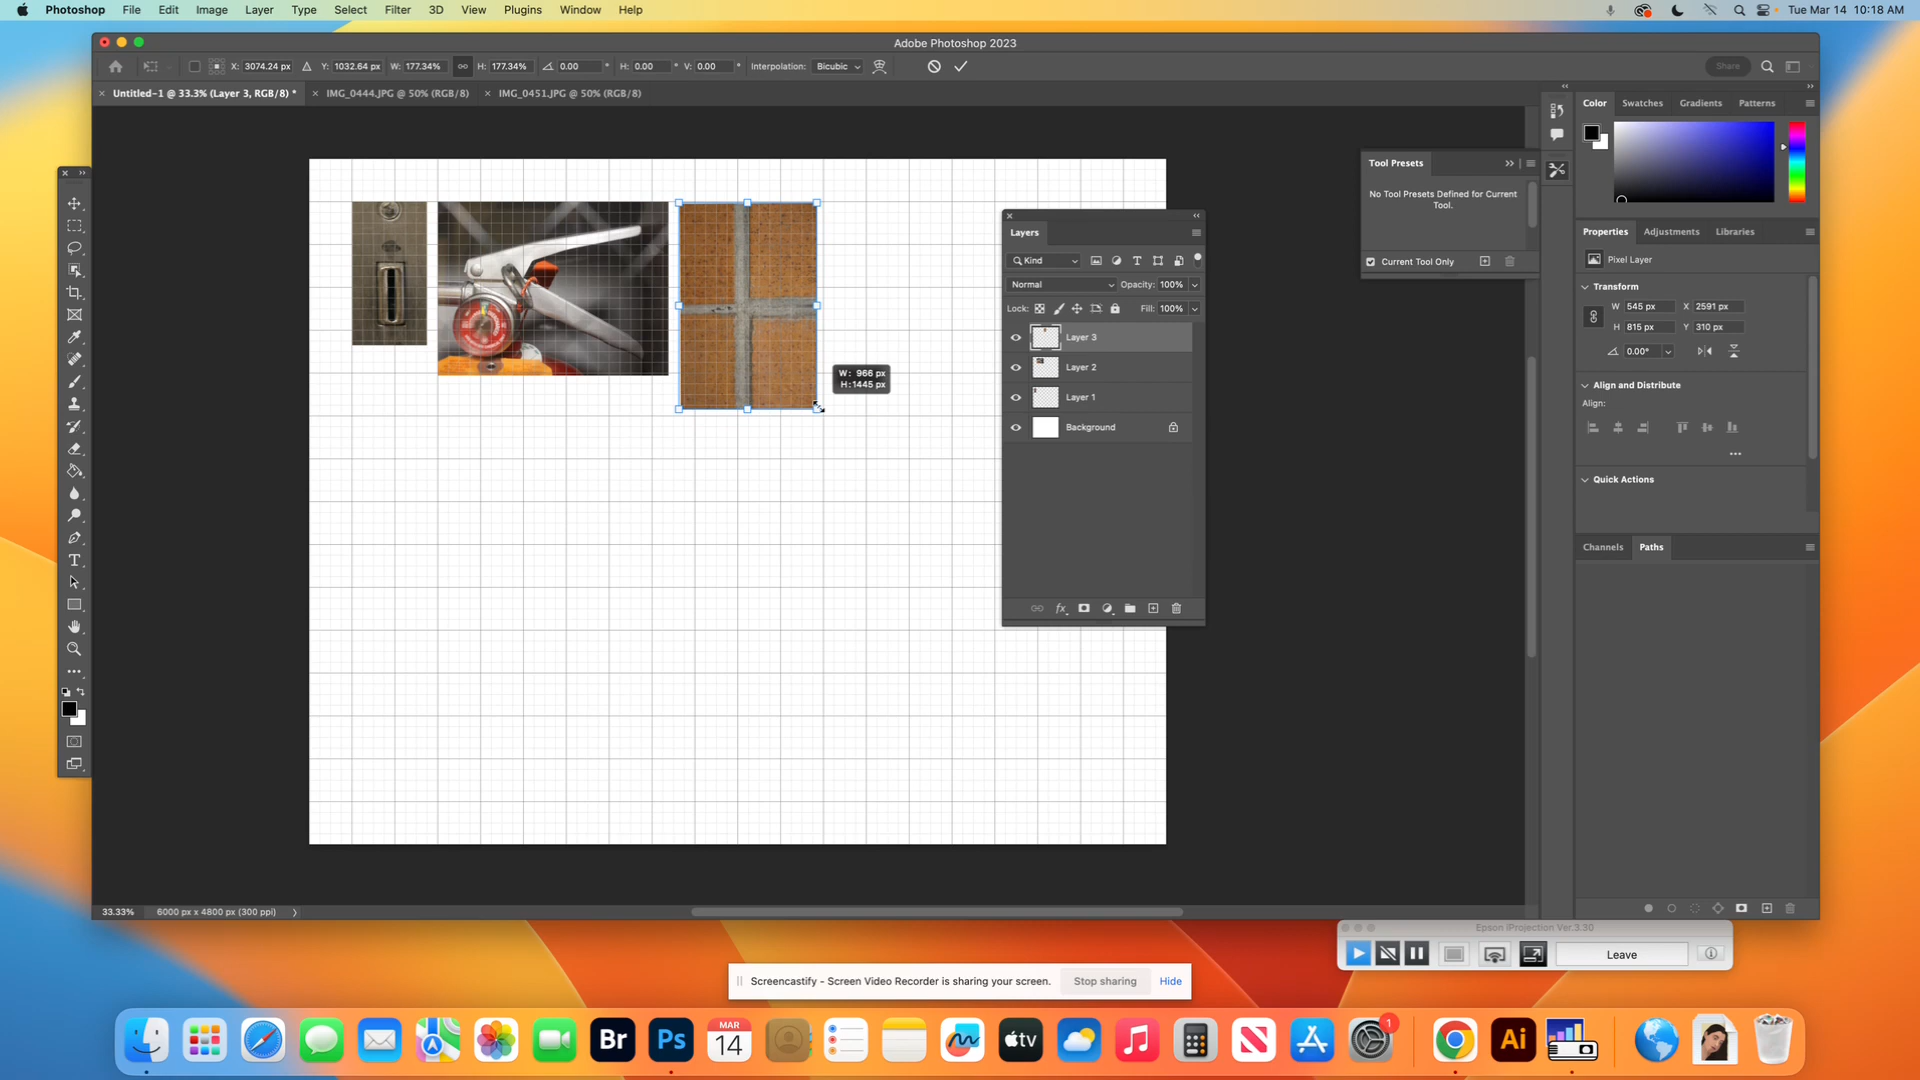 Photoshop File Edit Image Layer Type Select Filter 3D View Plugins Window Help Tue Mar 14 10:18 AM
Adobe Photoshop 2023
X: 3074.24 px Y: 1032.64 px W: 177.34% H: 177.34% 0.00 ° H: 0.00 ° V: 0.00 ° Interpolation: Bicubic Share
Untitled-1 @ 33.3% (Layer 3, RGB/8) * IMG_0444.JPG @ 50% (RGB/8) IMG_0451.JPG @ 50% (RGB/8)
Color Swatches Gradients Patterns
Tool Presets
No Tool Presets Defined for Current
Tool.
Current Tool Only
Layers
Kind
Normal Opacity: 100%
Lock: Fill: 100%
Layer 3
Layer 2
Layer 1
Background
W: 966 px
H: 1445 px
Properties Adjustments Libraries
Pixel Layer
Transform
W 545 px X 2591 px
H 815 px Y 310 px
0.00°
Align and Distribute
Align:
Quick Actions
Channels Paths
33.33% 6000 px x 4800 px (300 ppi)
Epson iProjection Ver.3.30
Leave
Screencastify - Screen Video Recorder is sharing your screen. Stop sharing Hide
Br Ps MAR 14 tv Ai 1